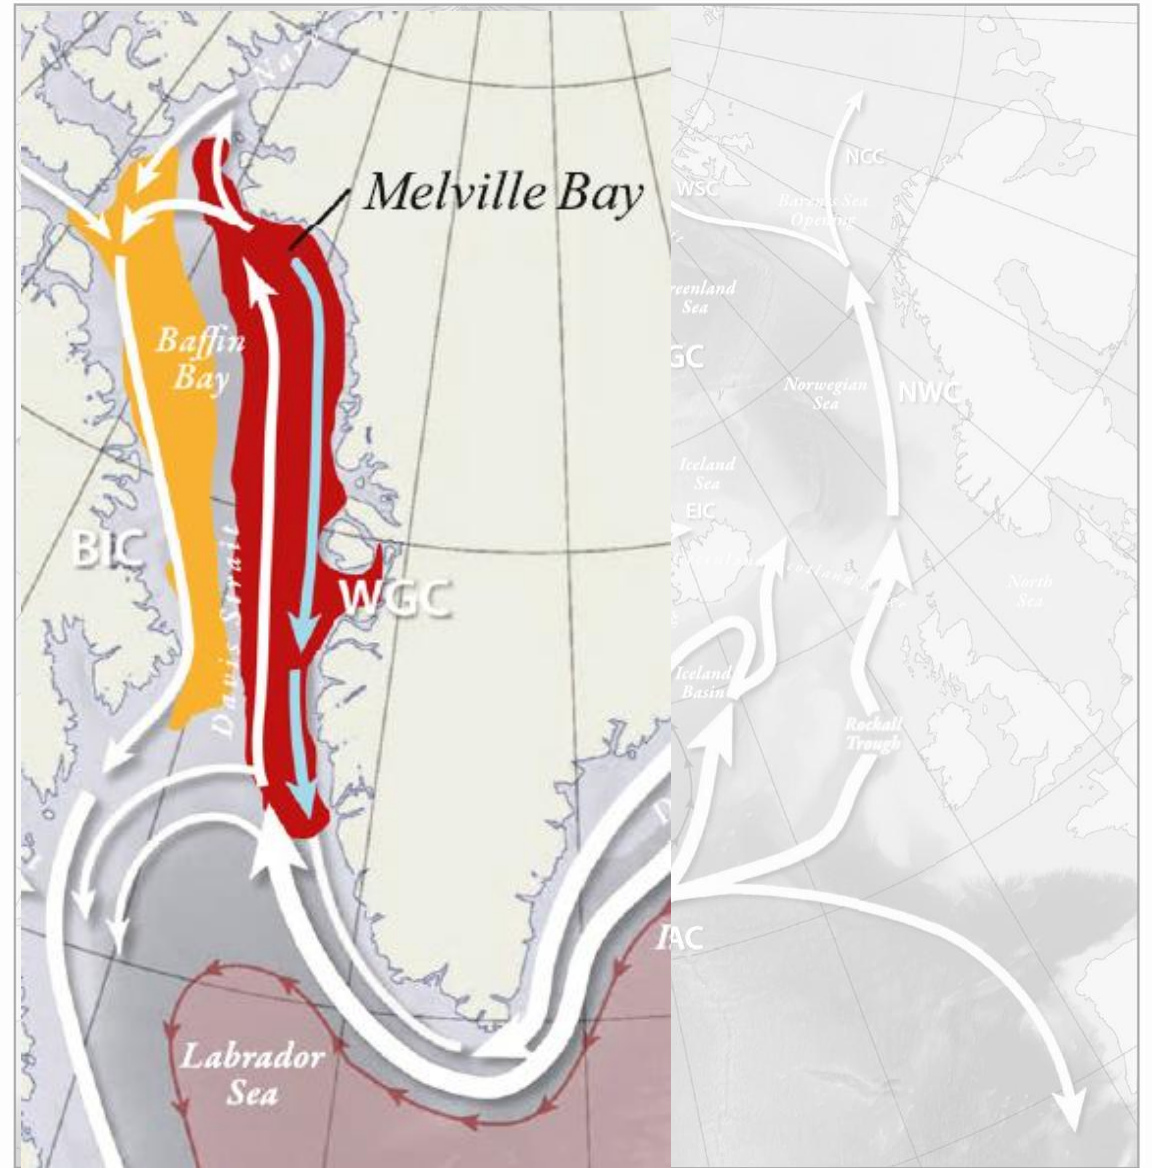 Melville Bay
NCC
WSC
Barents Sea
Opening
reenland
Sea
Baffin
Bay
GC
Norwegian
Sea
NWC
Iceland
Sea
EIC
BIC
Davis Strait
WGC
North
Sea
Iceland
Basin
Rockall
Trough
IAC
Labrador
Sea